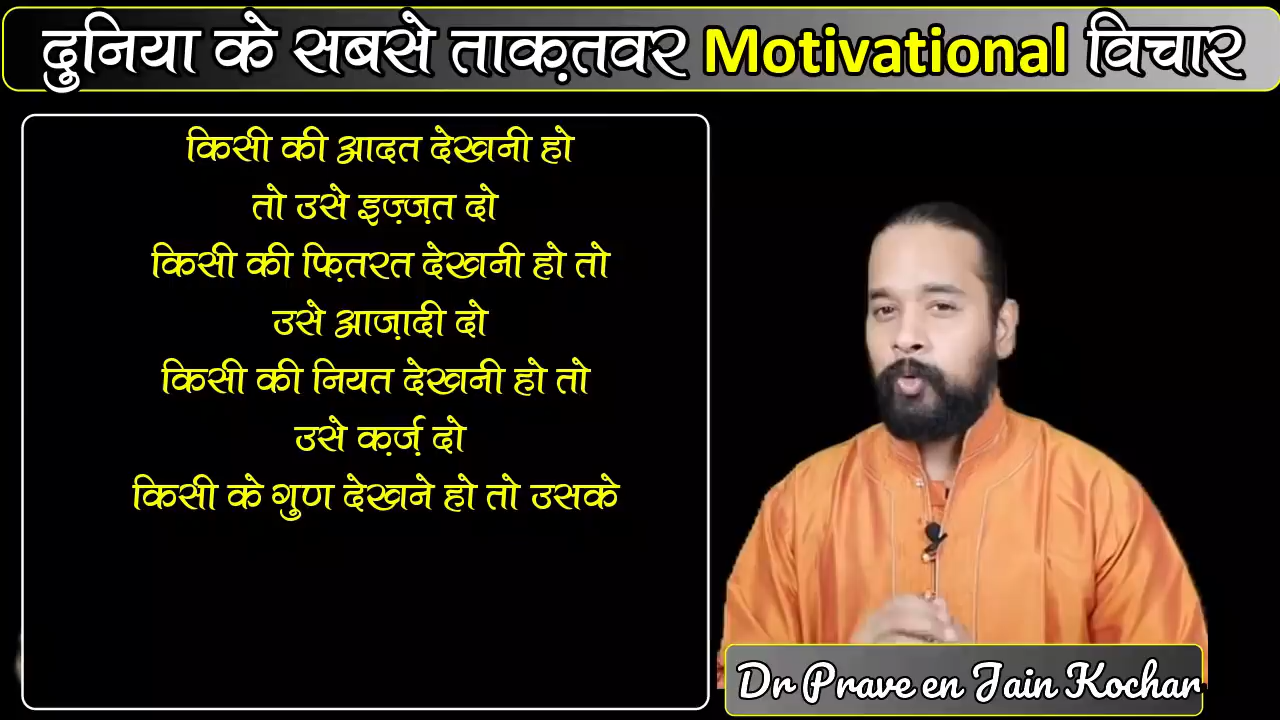 दुनिया के सबसे ताक़तवर Motivational विचार
किसी की आदत देखनी हो
तो उसे इज़्ज़त दो
किसी की फ़ितरत देखनी हो तो
उसे आज़ादी दो
किसी की नियत देखनी हो तो
उसे क़र्ज़ दो
किसी के गुण देखने हो तो उसके
Dr Prave en Jain Kochar